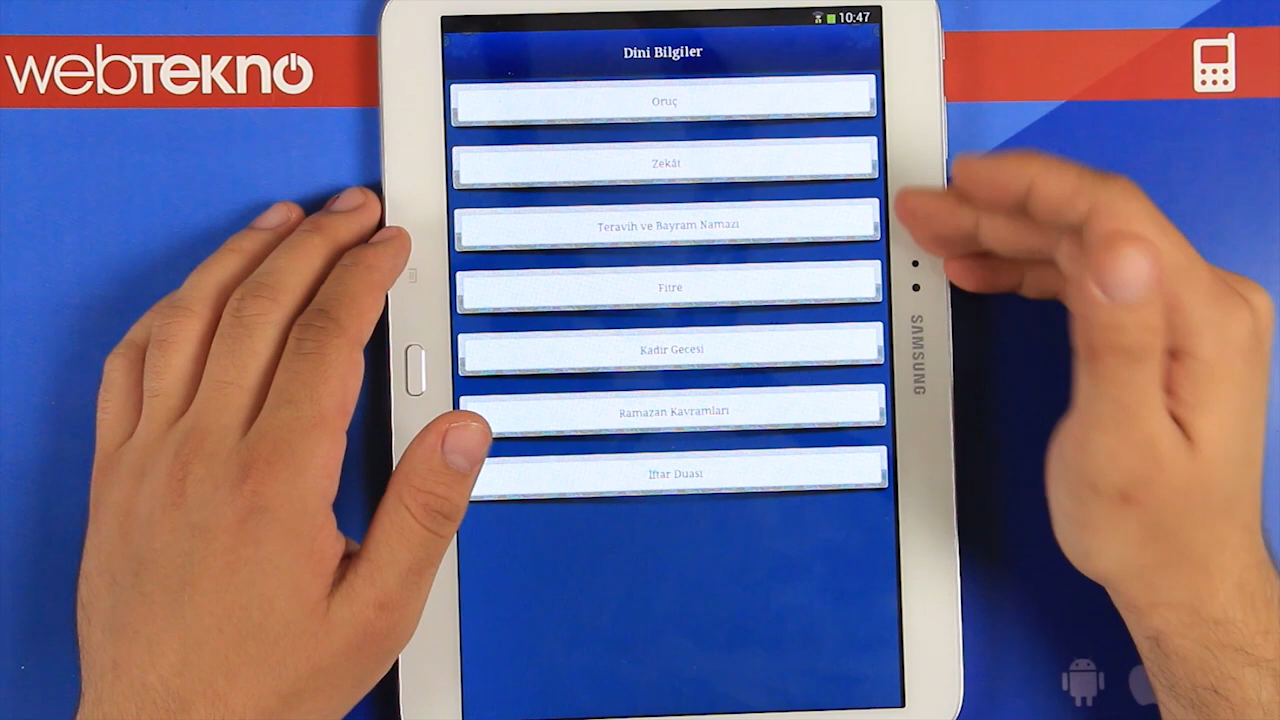 webTEKNO
10:47
Dini Bilgiler
Oruç
Zekât
Teravih ve Bayram Namazı
Fitre
Kadir Gecesi
Ramazan Kavramları
İftar Duası
SAMSUNG